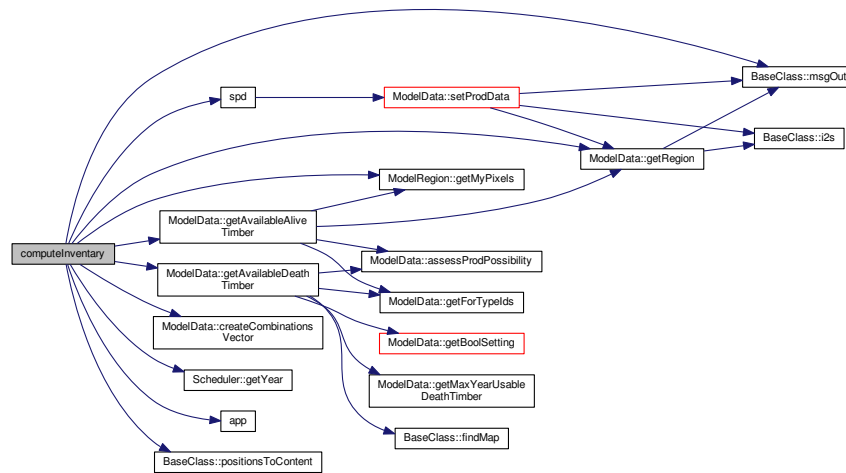 BaseClass::msgOut
spd
ModelData::setProdData
BaseClass::i2s
ModelData::getRegion
ModelRegion::getMyPixels
ModelData::getAvailableAlive
Timber
computeInventary
ModelData::assessProdPossibility
ModelData::getAvailableDeath
Timber
ModelData::getForTypeIds
ModelData::createCombinations
Vector
ModelData::getBoolSetting
Scheduler::getYear
ModelData::getMaxYearUsable
DeathTimber
app
BaseClass::findMap
BaseClass::positionsToContent